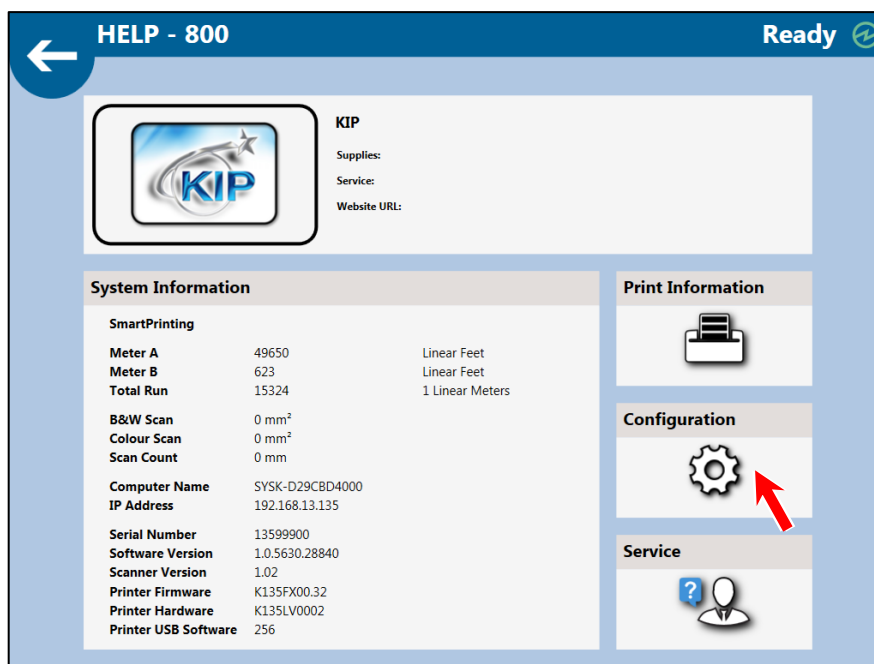 HELP - 800
Ready
KIP
KIP
Supplies:
Service:
Website URL:
System Information
SmartPrinting
Meter A 49650 Linear Feet
Meter B 623 Linear Feet
Total Run 15324 1 Linear Meters
B&W Scan 0 mm²
Colour Scan 0 mm²
Scan Count 0 mm
Computer Name SYSK-D29CBD4000
IP Address 192.168.13.135
Serial Number 13599900
Software Version 1.0.5630.28840
Scanner Version 1.02
Printer Firmware K135FX00.32
Printer Hardware K135LV0002
Printer USB Software 256
Print Information
Configuration
Service
?